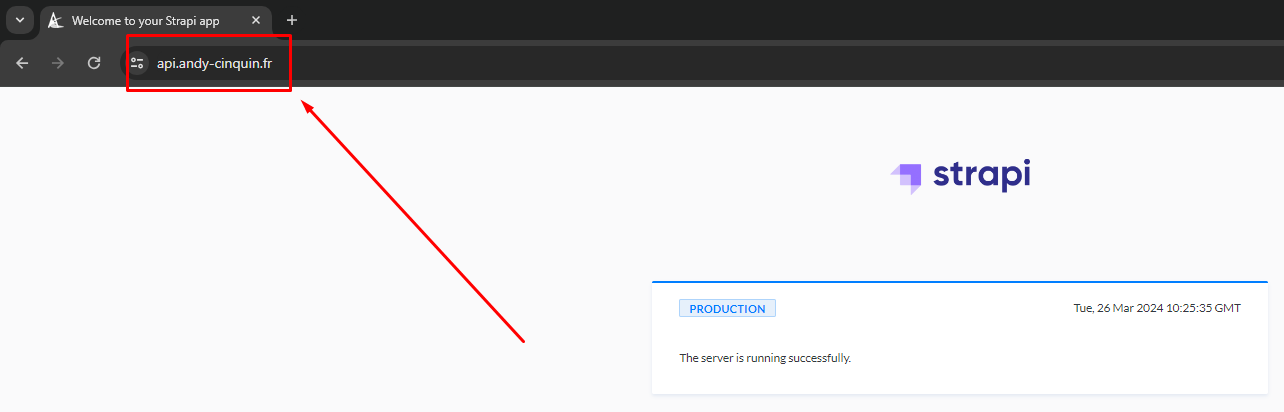 Welcome to your Strapi app
api.andy-cinquin.fr
strapi
PRODUCTION
Tue, 26 Mar 2024 10:25:35 GMT
The server is running successfully.